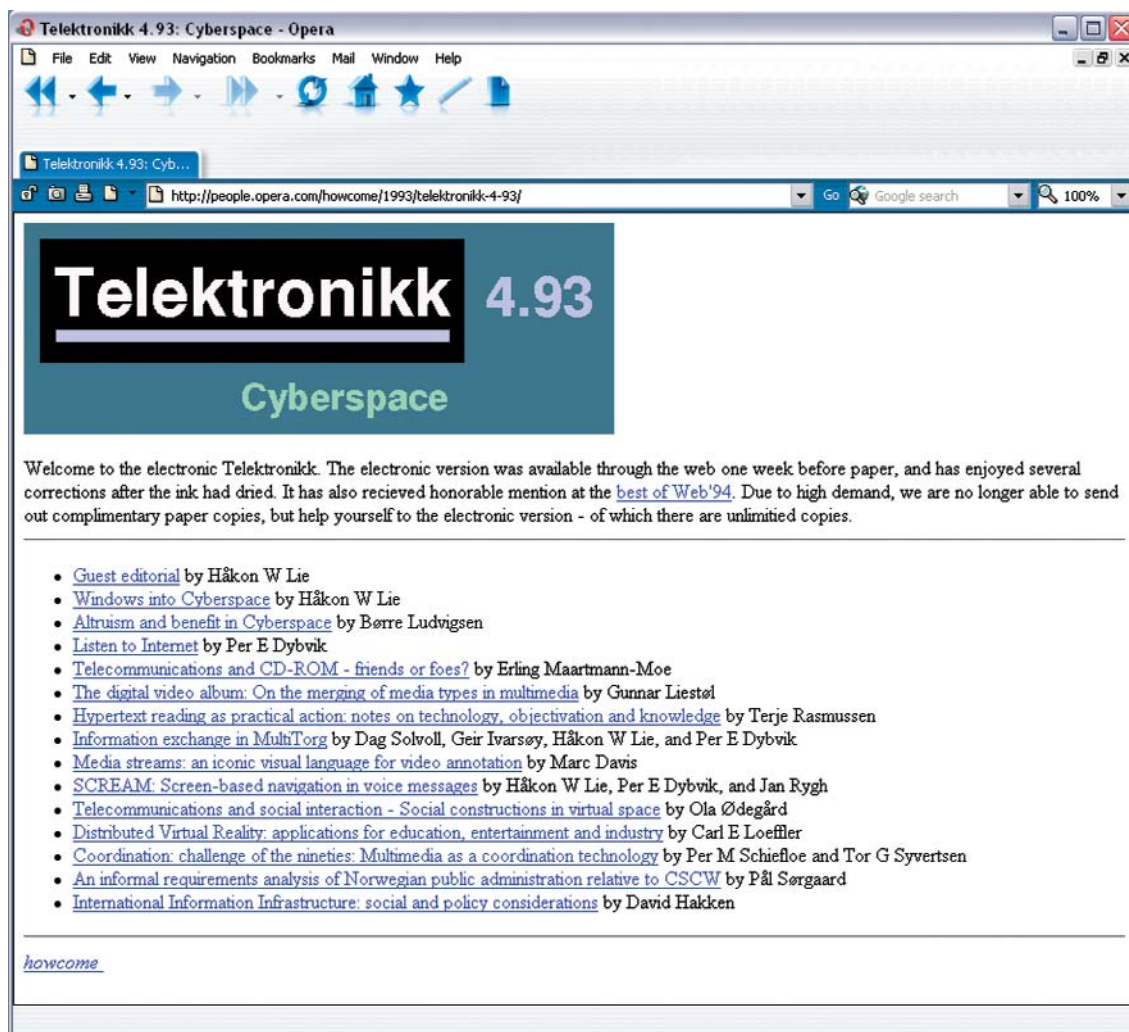 Telektronikk 4.93: Cyberspace - Opera
File Edit View Navigation Bookmarks Mail Window Help
Telektronikk 4.93: Cyb...
http://people.opera.com/howcome/1993/telektronikk-4-93/ Go Google search 100%
Telektronikk 4.93
Cyberspace
Welcome to the electronic Telektronikk. The electronic version was available through the web one week before paper, and has enjoyed several
corrections after the ink had dried. It has also recieved honorable mention at the best of Web'94. Due to high demand, we are no longer able to send
out complimentary paper copies, but help yourself to the electronic version - of which there are unlimitied copies.
• Guest editorial by Håkon W Lie
• Windows into Cyberspace by Håkon W Lie
• Altruism and benefit in Cyberspace by Børre Ludvigsen
• Listen to Internet by Per E Dybvik
• Telecommunications and CD-ROM - friends or foes? by Erling Maartmann-Moe
• The digital video album: On the merging of media types in multimedia by Gunnar Liestøl
• Hypertext reading as practical action: notes on technology, objectivation and knowledge by Terje Rasmussen
• Information exchange in MultiTorg by Dag Solvoll, Geir Ivarsøy, Håkon W Lie, and Per E Dybvik
• Media streams: an iconic visual language for video annotation by Marc Davis
• SCREAM: Screen-based navigation in voice messages by Håkon W Lie, Per E Dybvik, and Jan Rygh
• Telecommunications and social interaction - Social constructions in virtual space by Ola Ødegård
• Distributed Virtual Reality: applications for education, entertainment and industry by Carl E Loeffler
• Coordination: challenge of the nineties: Multimedia as a coordination technology by Per M Schiefloe and Tor G Syvertsen
• An informal requirements analysis of Norwegian public administration relative to CSCW by Pål Sørgaard
• International Information Infrastructure: social and policy considerations by David Hakken
howcome